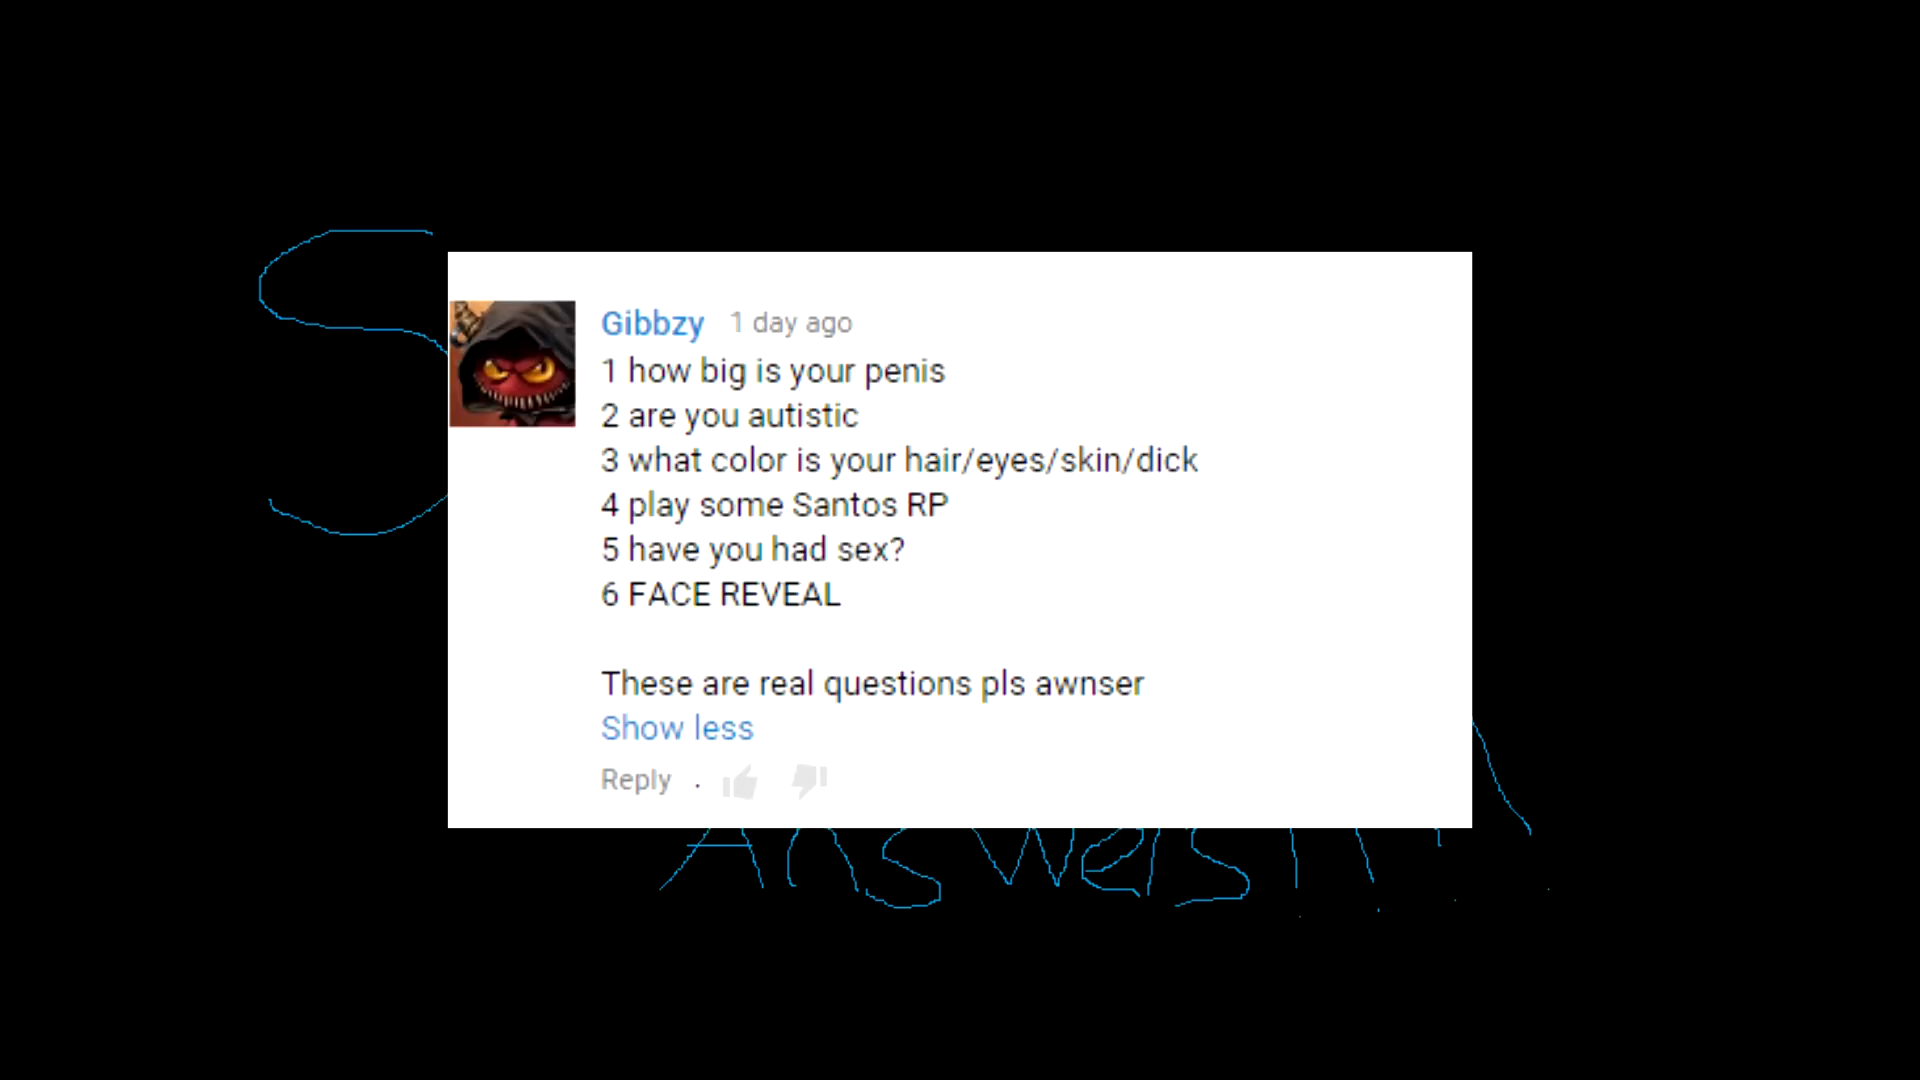 S
Gibbzy 1 day ago
1 how big is your penis
2 are you autistic
3 what color is your hair/eyes/skin/dick
4 play some Santos RP
5 have you had sex?
6 FACE REVEAL
These are real questions pls awnser
Show less
Reply .
Answers